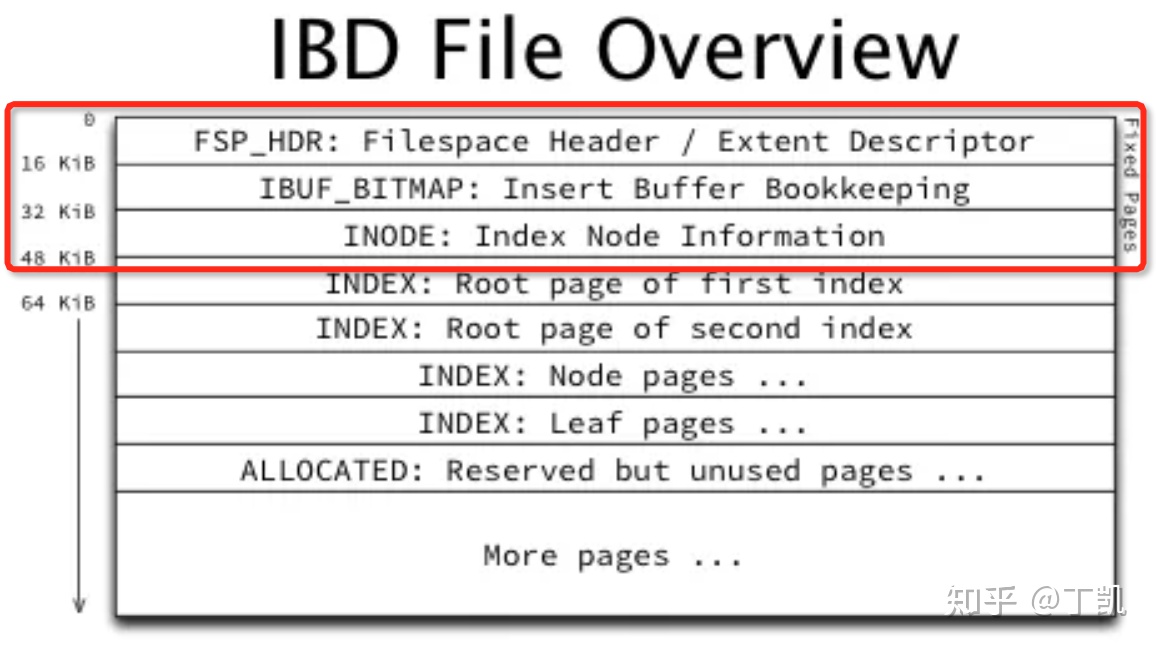 IBD File Overview
0
FSP_HDR: Filespace Header / Extent Descriptor
16 KiB
IBUF_BITMAP: Insert Buffer Bookkeeping
32 KiB
INODE: Index Node Information
48 KiB
Fixed Pages
INDEX: Root page of first index
64 KiB
INDEX: Root page of second index
INDEX: Node pages ...
INDEX: Leaf pages ...
ALLOCATED: Reserved but unused pages ...
More pages ...
知乎 @丁凯